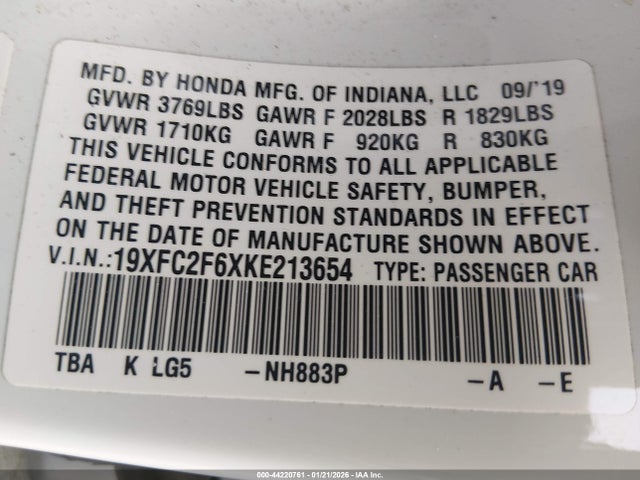 MFD. BY HONDA MFG. OF INDIANA, LLC 09/'19
GVWR 3769LBS GAWR F 2028LBS R 1829LBS
GVWR 1710KG GAWR F 920KG R 830KG
THIS VEHICLE CONFORMS TO ALL APPLICABLE
FEDERAL MOTOR VEHICLE SAFETY, BUMPER,
AND THEFT PREVENTION STANDARDS IN EFFECT
ON THE DATE OF MANUFACTURE SHOWN ABOVE.
V.I.N.:19XFC2F6XKE213654 TYPE: PASSENGER CAR
TBA K LG5 -NH883P -A -E
000-44220761 - 01/21/2026 - IAA Inc.